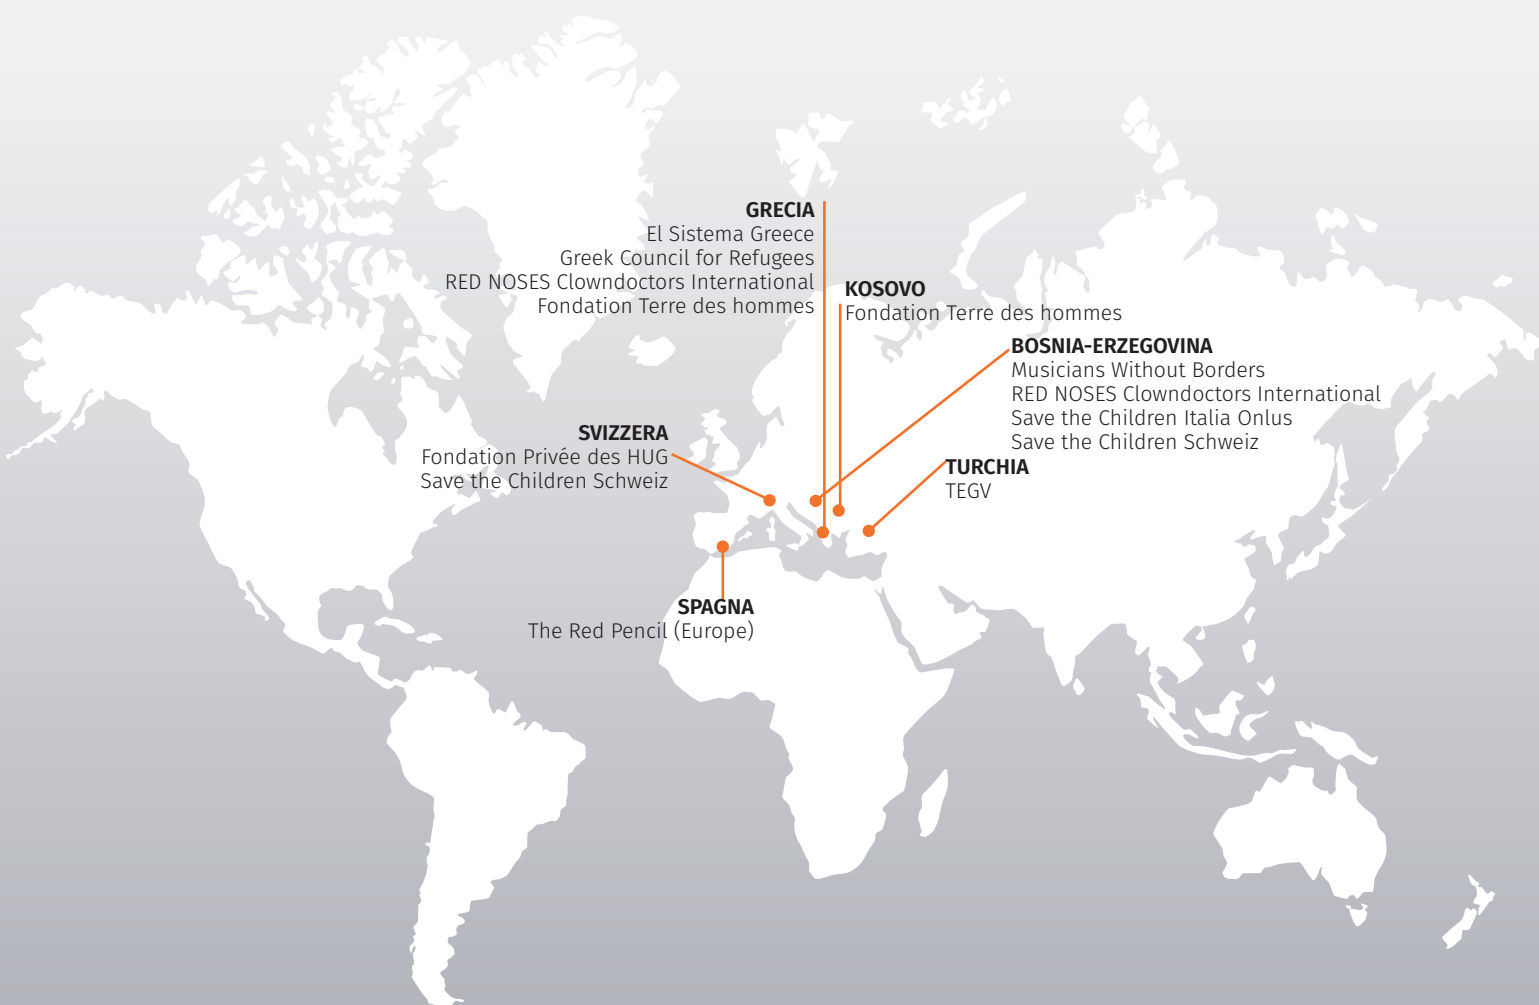 GRECIA
El Sistema Greece
Greek Council for Refugees
RED NOSES Clowndoctors International
Fondation Terre des hommes
KOSOVO
Fondation Terre des hommes
BOSNIA-ERZEGOVINA
Musicians Without Borders
RED NOSES Clowndoctors International
Save the Children Italia Onlus
Save the Children Schweiz
SVIZZERA
Fondation Privée des HUG
Save the Children Schweiz
TURCHIA
TEGV
SPAGNA
The Red Pencil (Europe)